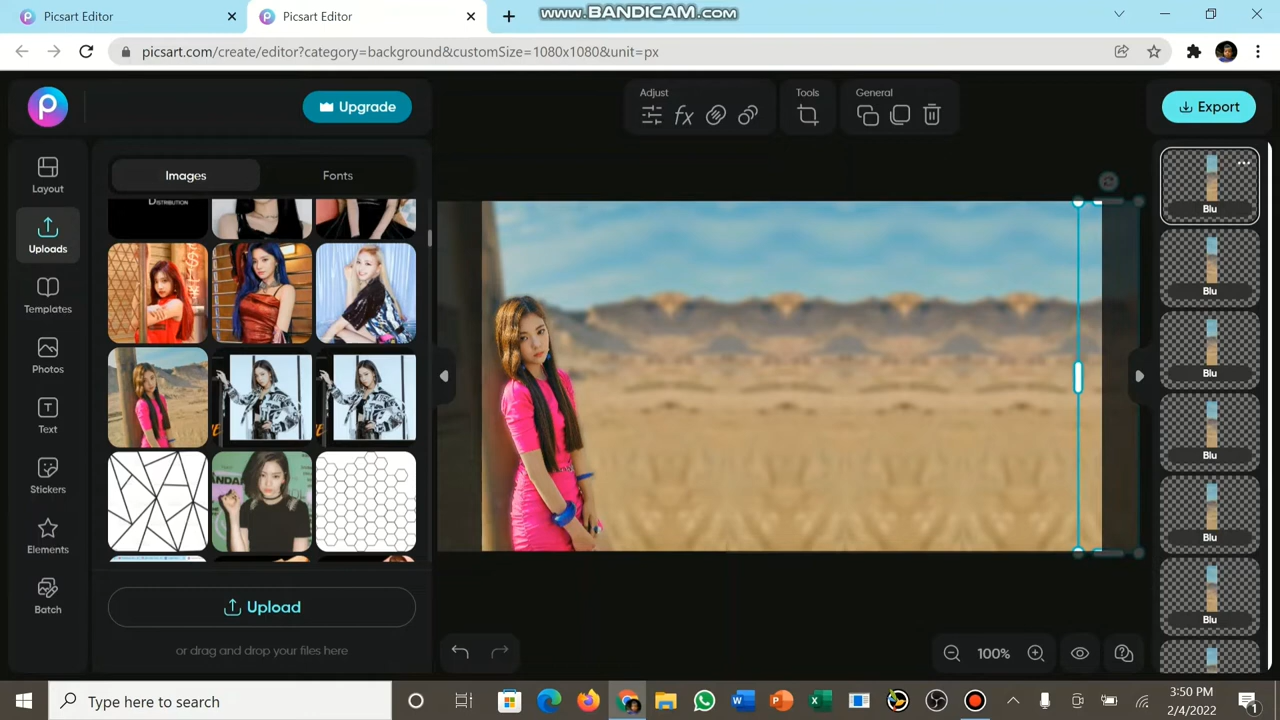 www.BANDICAM.com
Picsart Editor
Picsart Editor
picsart.com/create/editor?category=background&customSize=1080x1080&unit=px
Upgrade
Adjust
Tools
General
Export
Layout
Uploads
Templates
Photos
Text
Stickers
Elements
Batch
Images
Fonts
DISTRIBUTION
Upload
or drag and drop your files here
100%
Blu
Blu
Blu
Blu
Blu
Blu
Type here to search
3:50 PM
2/4/2022
1